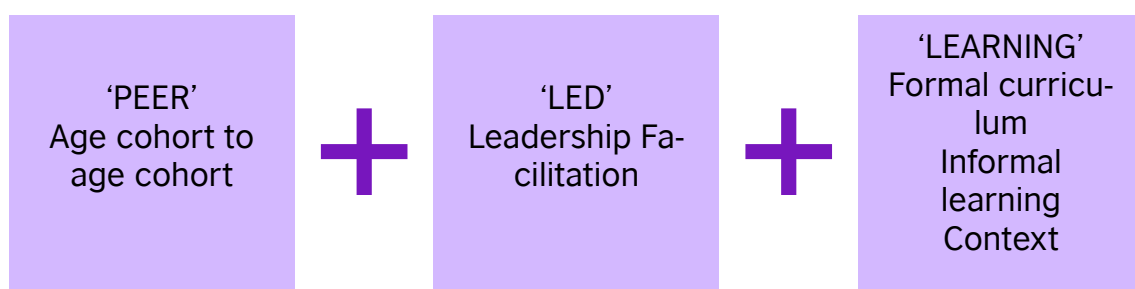 ‘PEER’
Age cohort to
age cohort
‘LED’
Leadership Fa-
cilitation
‘LEARNING’
Formal curricu-
lum
Informal
learning
Context